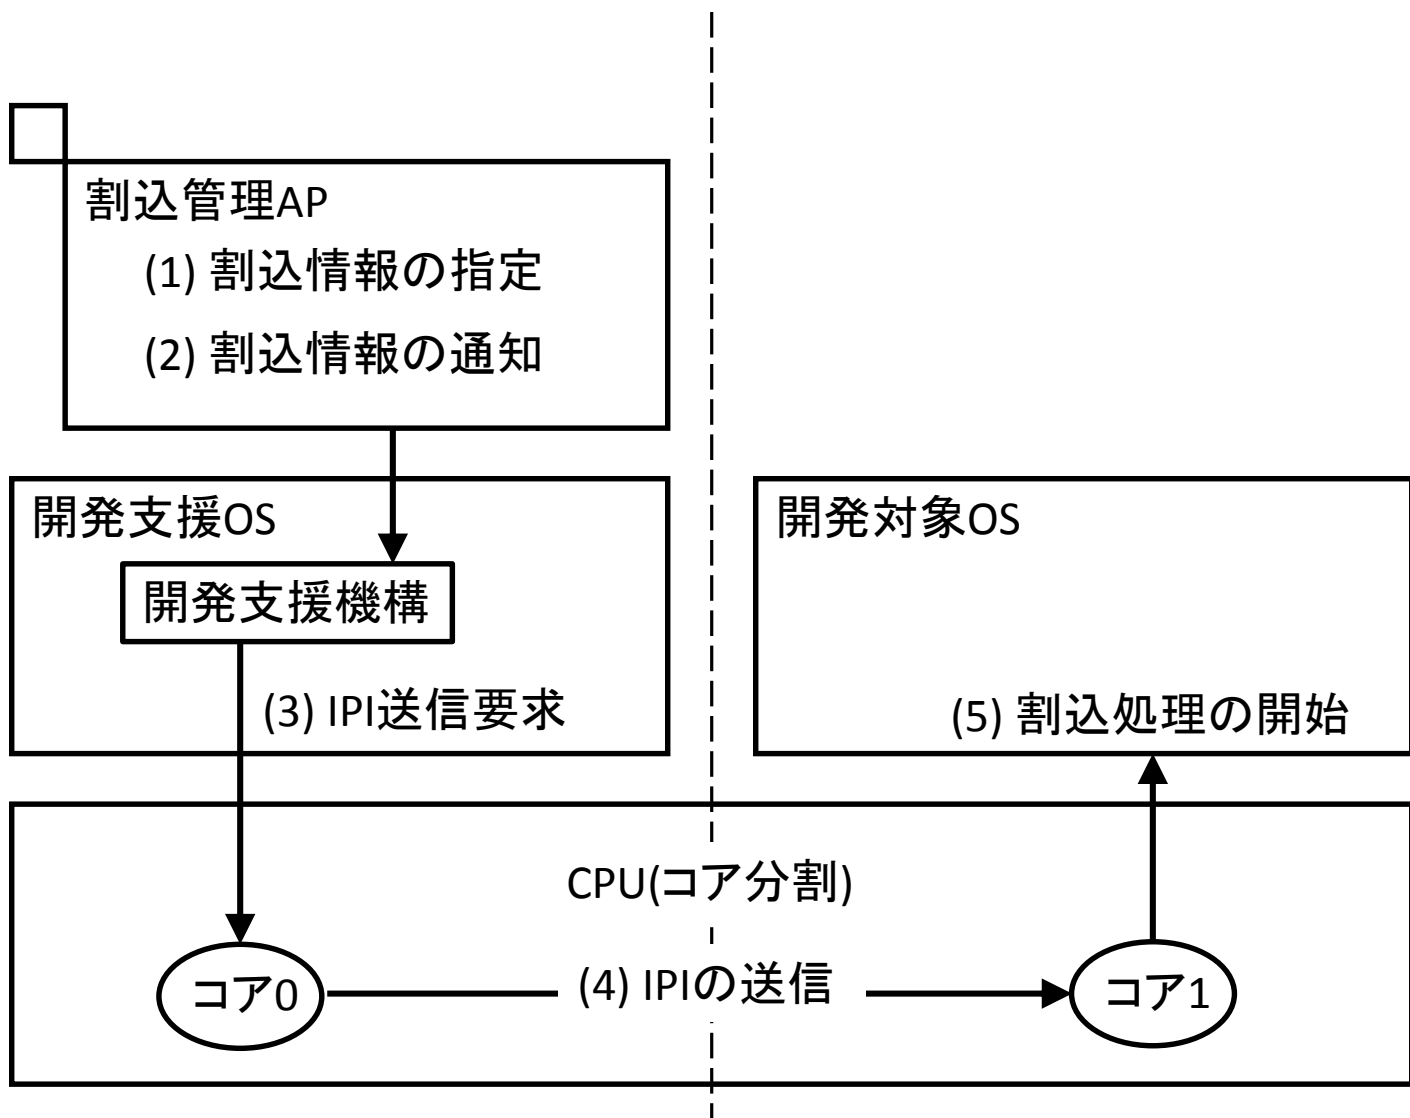 割込管理AP
(1) 割込情報の指定
(2) 割込情報の通知
開発支援OS
開発支援機構
(3) IPI送信要求
開発対象OS
(5) 割込処理の開始
CPU(コア分割)
コア0
(4) IPIの送信
コア1